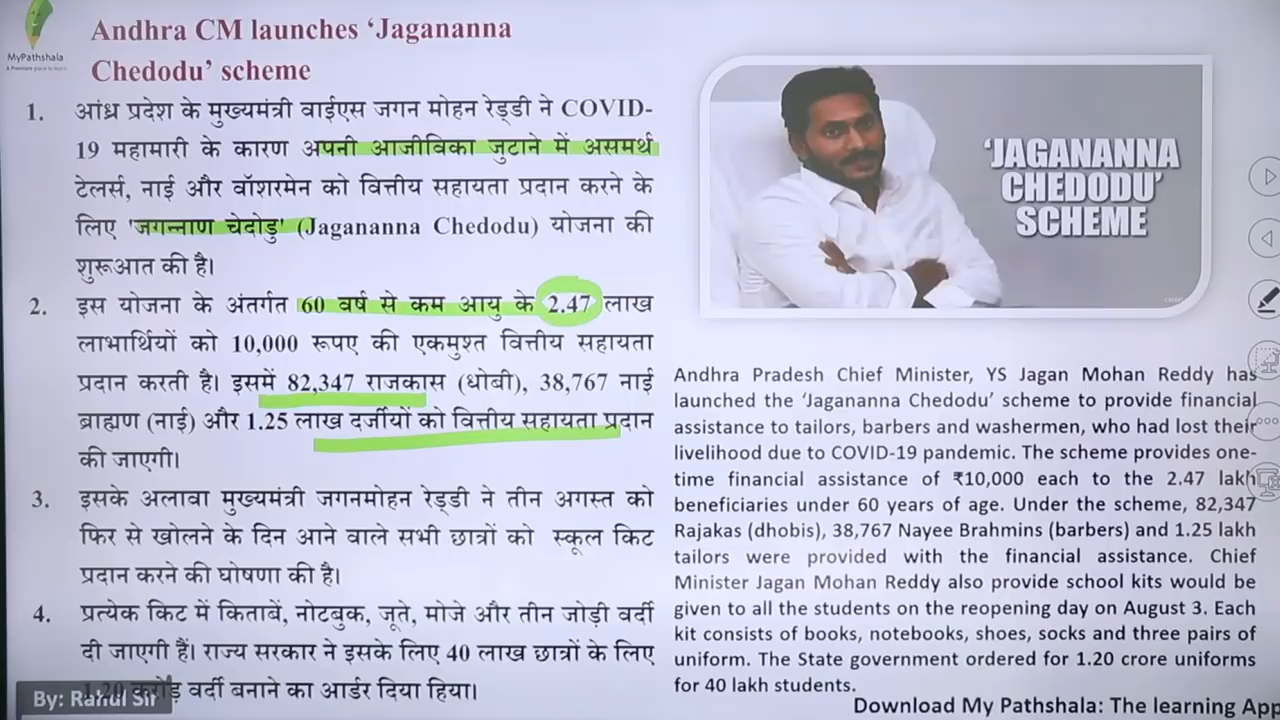 MyPathshala
Andhra CM launches ‘Jagananna
Chedodu’ scheme
1. आंध्र प्रदेश के मुख्यमंत्री वाईएस जगन मोहन रेड्डी ने COVID-
19 महामारी के कारण अपनी आजीविका जुटाने में असमर्थ
टेलर्स, नाई और वॉशरमेन को वित्तीय सहायता प्रदान करने के
लिए 'जगन्नाण चेदोडु' (Jagananna Chedodu) योजना की
शुरूआत की है।
2. इस योजना के अंतर्गत 60 वर्ष से कम आयु के 2.47 लाख
लाभार्थियों को 10,000 रूपए की एकमुश्त वित्तीय सहायता
प्रदान करती है। इसमें 82,347 राजकास (धोबी), 38,767 नाई
ब्राह्मण (नाई) और 1.25 लाख दर्जीयों को वित्तीय सहायता प्रदान
की जाएगी।
3. इसके अलावा मुख्यमंत्री जगनमोहन रेड्डी ने तीन अगस्त को
फिर से खोलने के दिन आने वाले सभी छात्रों को स्कूल किट
प्रदान करने की घोषणा की है।
4. प्रत्येक किट में किताबें, नोटबुक, जूते, मोजे और तीन जोड़ी वर्दी
दी जाएगी हैं। राज्य सरकार ने इसके लिए 40 लाख छात्रों के लिए
1.20 करोड़ वर्दी बनाने का आर्डर दिया हिया।
By: Rahul Sir
‘JAGANANNA
CHEDODU’
SCHEME
Andhra Pradesh Chief Minister, YS Jagan Mohan Reddy has
launched the ‘Jagananna Chedodu’ scheme to provide financial
assistance to tailors, barbers and washermen, who had lost their
livelihood due to COVID-19 pandemic. The scheme provides one-
time financial assistance of ₹10,000 each to the 2.47 lakh
beneficiaries under 60 years of age. Under the scheme, 82,347
Rajakas (dhobis), 38,767 Nayee Brahmins (barbers) and 1.25 lakh
tailors were provided with the financial assistance. Chief
Minister Jagan Mohan Reddy also provide school kits would be
given to all the students on the reopening day on August 3. Each
kit consists of books, notebooks, shoes, socks and three pairs of
uniform. The State government ordered for 1.20 crore uniforms
for 40 lakh students.
Download My Pathshala: The learning App